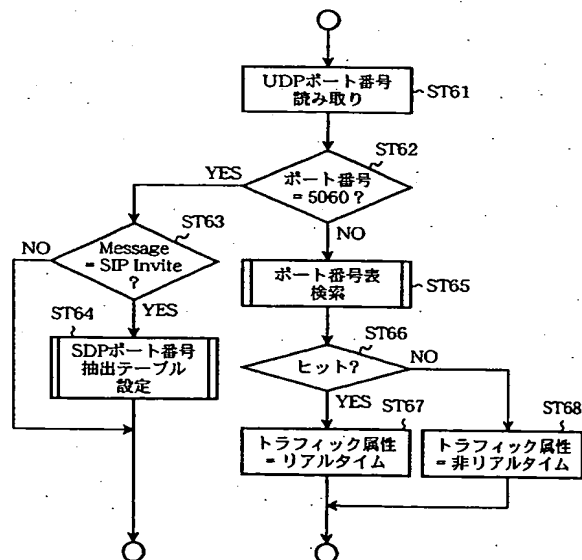 UDPポート番号
読み取り
ST61
ST62
YES
ポート番号
= 5060 ?
ST63
NO
Message
= SIP Invite
?
NO
ポート番号表
検索
ST65
ST64
YES
SDPポート番号
抽出テーブル
設定
ST66
ヒット?
NO
YES
ST67
ST68
トラフィック属性
= リアルタイム
トラフィック属性
= 非リアルタイム